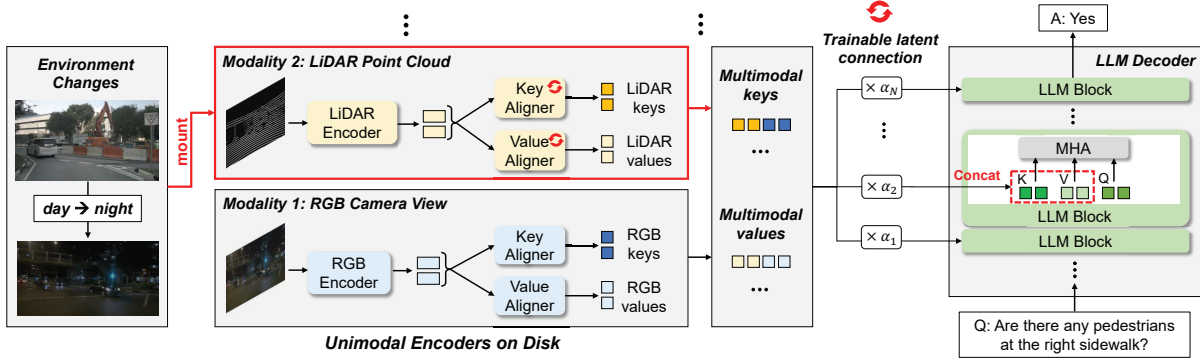 Environment
Changes
day → night
mount
Modality 2: LiDAR Point Cloud
LiDAR
Encoder
Key
Aligner
Value
Aligner
LiDAR
keys
LiDAR
values
Modality 1: RGB Camera View
RGB
Encoder
Key
Aligner
Value
Aligner
RGB
keys
RGB
values
Unimodal Encoders on Disk
Multimodal
keys
...
Multimodal
values
...
Trainable latent
connection
× α_N
× α_2
× α_1
Concat
A: Yes
LLM Decoder
LLM Block
MHA
K V Q
LLM Block
LLM Block
Q: Are there any pedestrians
at the right sidewalk?